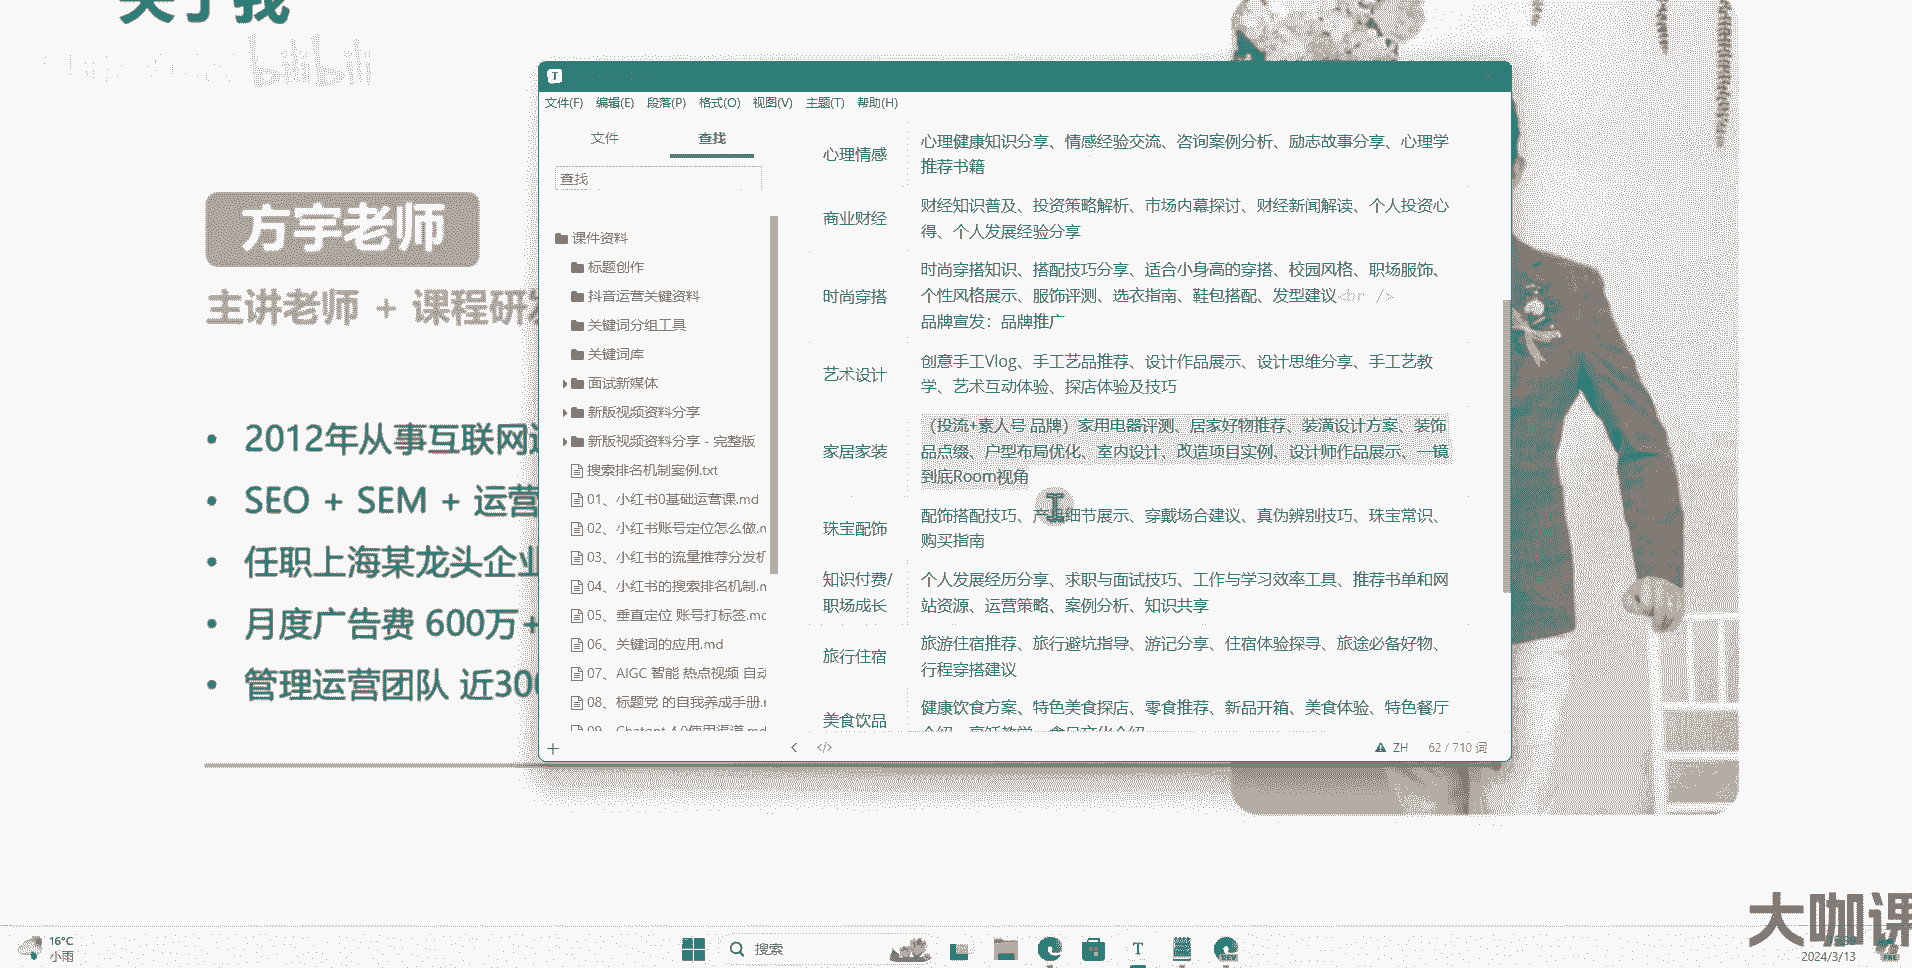 关于我
bilibili
方宇老师
主讲老师 + 课程研发
2012年从事互联网
SEO + SEM + 运营
任职上海某龙头企业
月度广告费 600万+
管理运营团队 近300
T
文件(F) 编辑(E) 段落(P) 格式(O) 视图(V) 主题(T) 帮助(H)
文件 查找
查找
课件资料
标题创作
抖音运营关键资料
关键词分组工具
关键词库
面试新媒体
新版视频资料分享
新版视频资料分享 - 完整版
搜索排名机制案例.txt
01、小红书0基础运营课.md
02、小红书账号定位怎么做.m
03、小红书的流量推荐分发机
04、小红书的搜索排名机制.m
05、垂直定位 账号打标签.mc
06、关键词的应用.md
07、AIGC 智能 热点视频 自动
08、标题党 的自我养成手册.r
09、Chatgpt 4.0使用渠道.md
心理情感
心理健康知识分享、情感经验交流、咨询案例分析、励志故事分享、心理学
推荐书籍
商业财经
财经知识普及、投资策略解析、市场内幕探讨、财经新闻解读、个人投资心
得、个人发展经验分享
时尚穿搭
时尚穿搭知识、搭配技巧分享、适合小身高的穿搭、校园风格、职场服饰、
个性风格展示、服饰评测、选衣指南、鞋包搭配、发型建议<br />
品牌宣发：品牌推广
艺术设计
创意手工Vlog、手工艺品推荐、设计作品展示、设计思维分享、手工艺教
学、艺术互动体验、探店体验及技巧
家居家装
（投流+素人号 品牌）家用电器评测、居家好物推荐、装潢设计方案、装饰
品点缀、户型布局优化、室内设计、改造项目实例、设计师作品展示、一镜
到底Room视角
珠宝配饰
配饰搭配技巧、产品细节展示、穿戴场合建议、真伪辨别技巧、珠宝常识、
购买指南
知识付费/
职场成长
个人发展经历分享、求职与面试技巧、工作与学习效率工具、推荐书单和网
站资源、运营策略、案例分析、知识共享
旅行住宿
旅游住宿推荐、旅行避坑指导、游记分享、住宿体验探寻、旅途必备好物、
行程穿搭建议
美食饮品
健康饮食方案、特色美食探店、零食推荐、新品开箱、美食体验、特色餐厅
介绍、烹饪教学、食品文化介绍
</> ZH 62 / 710 词
大咖课
16°C
小雨
搜索
T
DEV
PRE
2024/3/13